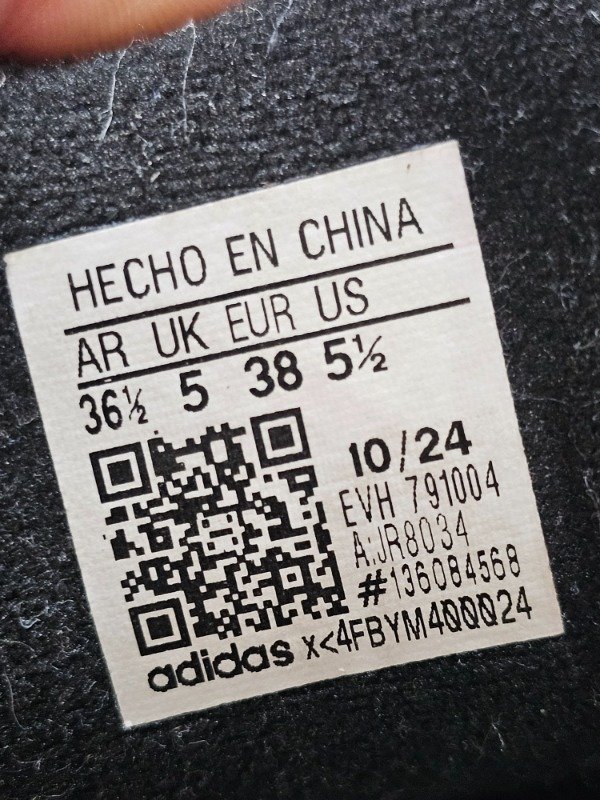 HECHO EN CHINA
AR UK EUR US
36½ 5 38 5½
10/24
EVH 791004
A:JR8034
#136084568
adidas x<4FBYM400024